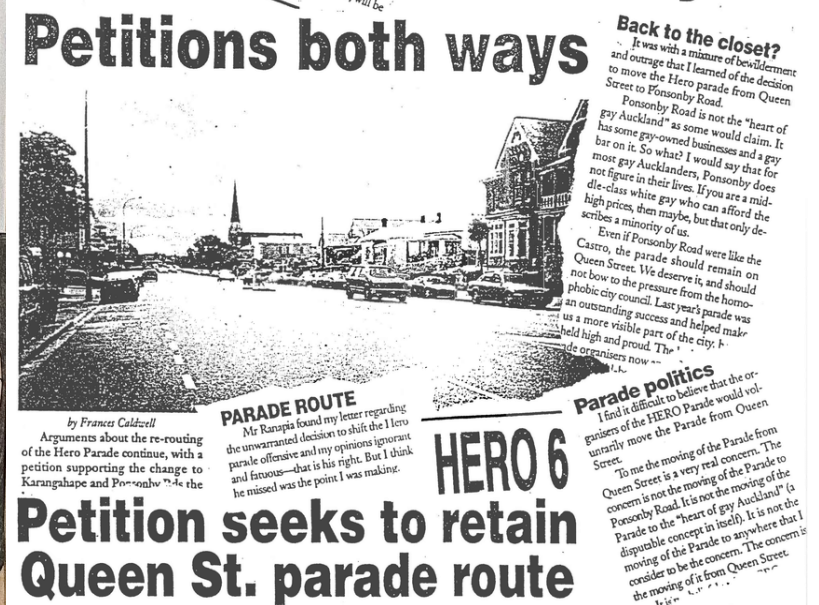 will be
Petitions both ways
by Frances Caldwell
Arguments about the re-routing
of the Hero Parade continue, with a
petition supporting the change to
Karangahape and Ponsonby Rds the
PARADE ROUTE
Mr Ranapia found my letter regarding
the unwarranted decision to shift the Hero
parade offensive and my opinions ignorant
and fatuous—that is his right. But I think
he missed was the point I was making.
HERO 6
Petition seeks to retain
Queen St. parade route
Back to the closet?
It was with a mixture of bewilderment
and outrage that I learned of the decision
to move the Hero parade from Queen
Street to Ponsonby Road.
Ponsonby Road is not the "heart of
gay Auckland" as some would claim. It
has some gay-owned businesses and a gay
bar on it. So what? I would say that for
most gay Aucklanders, Ponsonby does
not figure in their lives. If you are a mid-
dle-class white gay who can afford the
high prices, then maybe, but that only de-
scribes a minority of us.
Even if Ponsonby Road were like the
Castro, the parade should remain on
Queen Street. We deserve it, and should
not bow to the pressure from the homo-
phobic city council. Last year's parade was
an outstanding success and helped make
us a more visible part of the city,
held high and proud. The
ade organisers now
Parade politics
I find it difficult to believe that the or-
ganisers of the HERO Parade would vol-
untarily move the Parade from Queen
Street.
To me the moving of the Parade from
Queen Street is a very real concern. The
concern is not the moving of the Parade to
Ponsonby Road. It is not the moving of the
Parade to the "heart of gay Auckland" (a
disputable concept in itself). It is not the
moving of the Parade to anywhere that I
consider to be the concern. The concern is
the moving of it from Queen Street.
It is